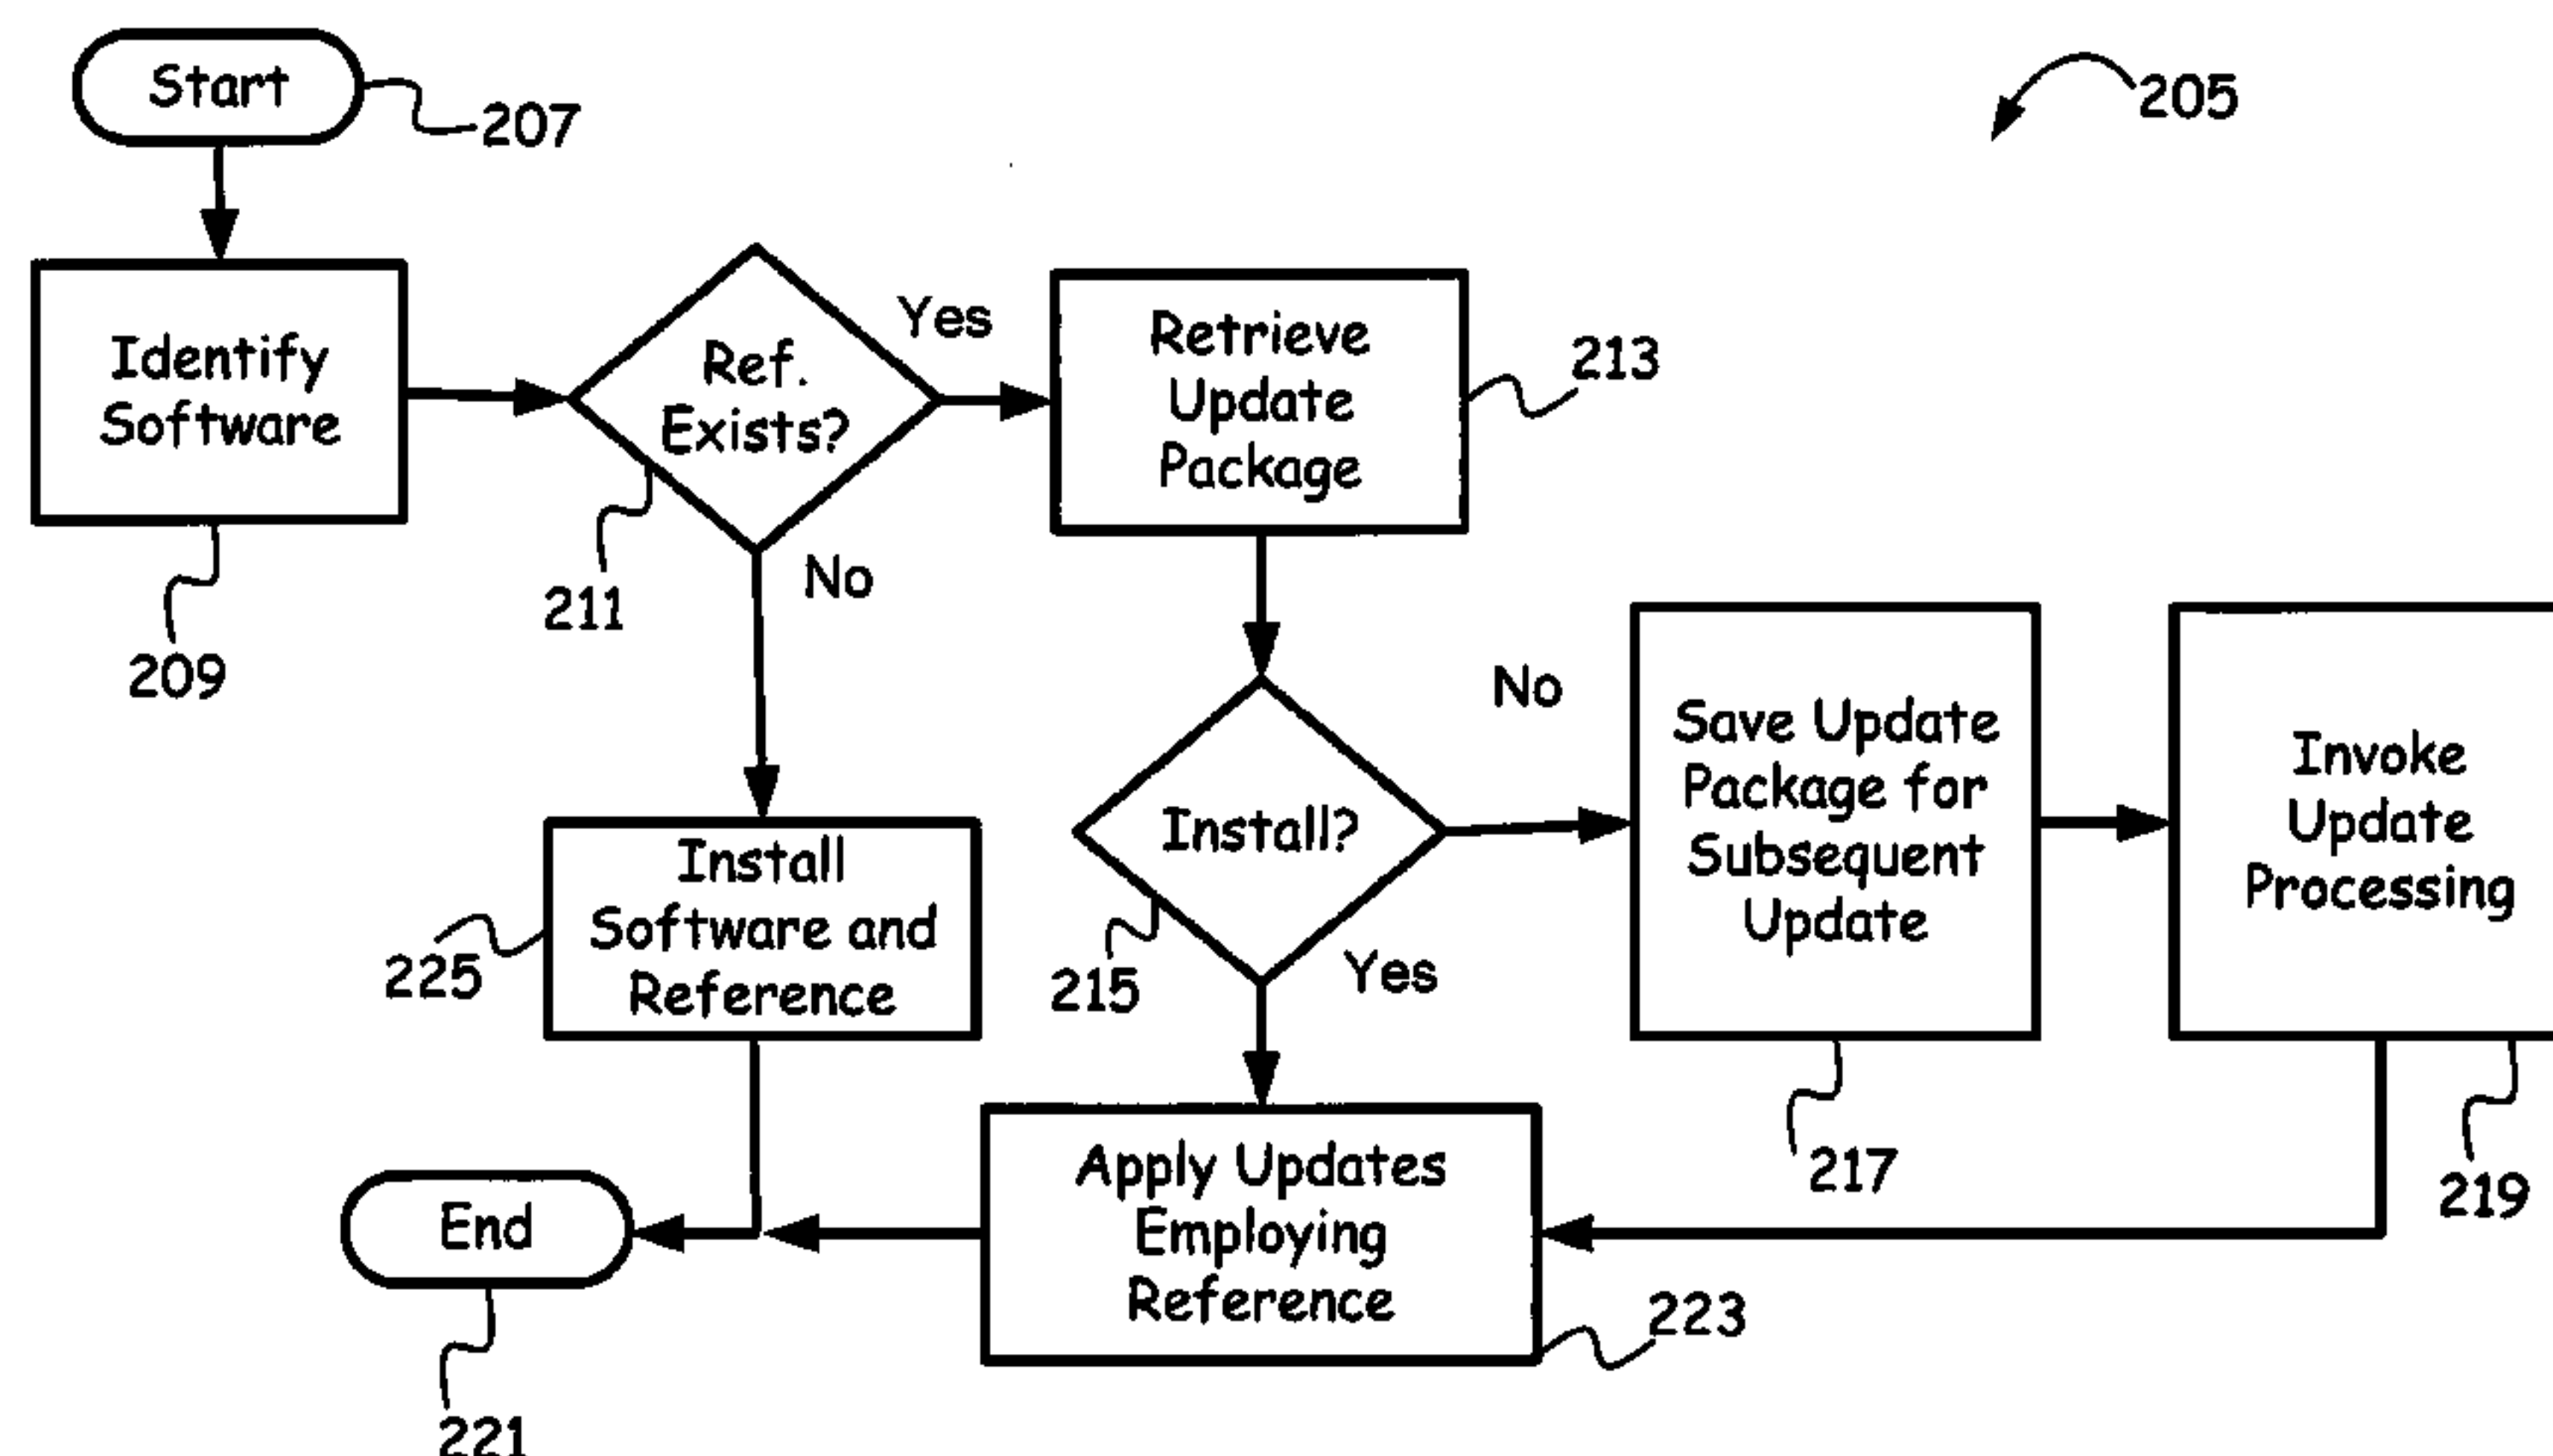 Start
207
205
Identify
Software
209
Ref.
Exists?
211
Yes
No
Retrieve
Update
Package
213
Install?
215
No
Yes
Save Update
Package for
Subsequent
Update
217
Invoke
Update
Processing
219
Install
Software and
Reference
225
Apply Updates
Employing
Reference
223
End
221